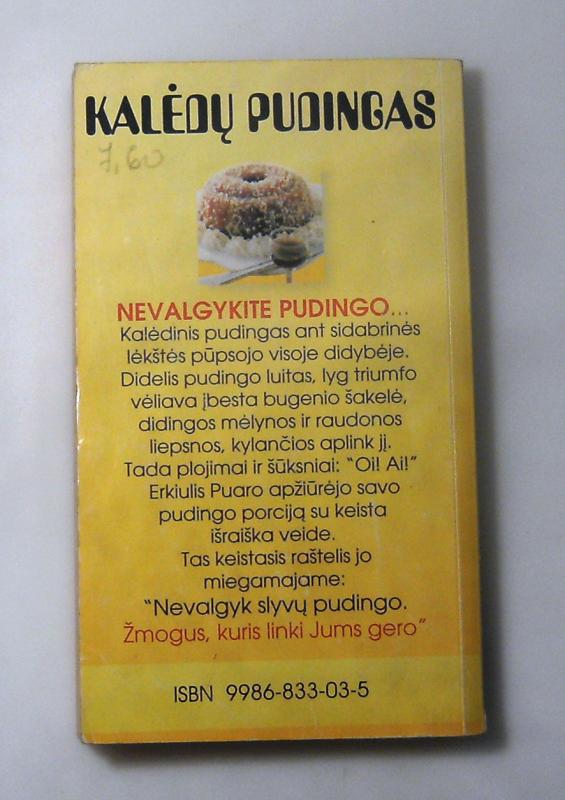 KALĖDŲ PUDINGAS
7,60
NEVALGYKITE PUDINGO...
Kalėdinis pudingas ant sidabrinės
lėkštės pūpsojo visoje didybėje.
Didelis pudingo luitas, lyg triumfo
vėliava įbesta bugenio šakelė,
didingos mėlynos ir raudonos
liepsnos, kylančios aplink jį.
Tada plojimai ir šūksniai: "Oi! Ai!"
Erkiulis Puaro apžiūrėjo savo
pudingo porciją su keista
išraiška veide.
Tas keistasis raštelis jo
miegamajame:
"Nevalgyk slyvų pudingo.
Žmogus, kuris linki Jums gero"
ISBN 9986-833-03-5